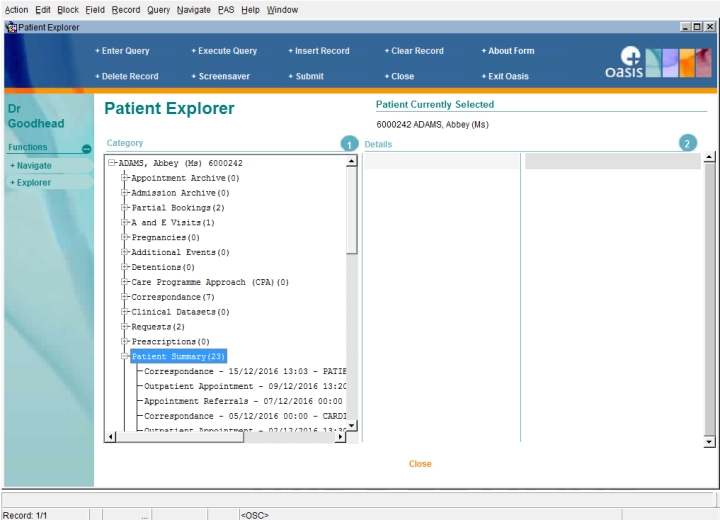 Action Edit Block Field Record Query Navigate PAS Help Window
Patient Explorer
+ Enter Query + Execute Query + Insert Record + Clear Record + About Form
+ Delete Record + Screensaver + Submit + Close + Exit Oasis
oasis
Dr Goodhead
Functions
+ Navigate
+ Explorer
Patient Explorer
Patient Currently Selected
6000242 ADAMS, Abbey (Ms)
Category 1
Details 2
ADAMS, Abbey (Ms) 6000242
Appointment Archive(0)
Admission Archive(0)
Partial Bookings(2)
A and E Visits(1)
Pregnancies(0)
Additional Events(0)
Detentions(0)
Care Programme Approach (CPA)(0)
Correspondance(7)
Clinical Datasets(0)
Requests(2)
Prescriptions(0)
Patient Summary(23)
Correspondance - 15/12/2016 13:03 - PATIE
Outpatient Appointment - 09/12/2016 13:20
Appointment Referrals - 07/12/2016 00:00
Correspondance - 05/12/2016 00:00 - CARDI
Outpatient Appointment - 02/12/2016 13:30
Close
Record: 1/1 ... <OSC>